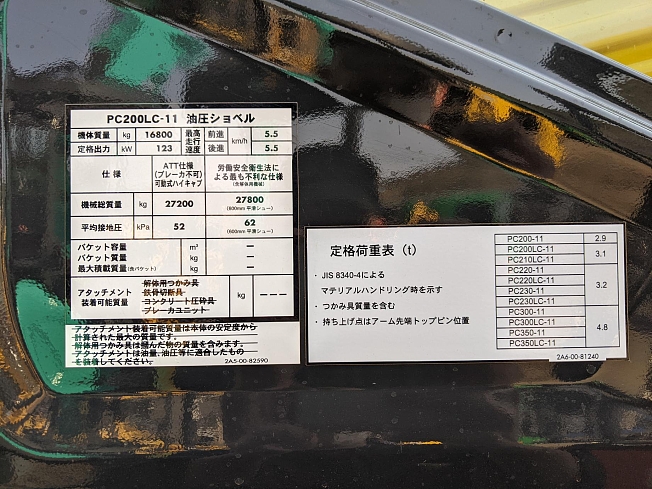 PC200LC-11 油圧ショベル
機体質量 kg 16800 最高走行速度 前進 km/h 5.5
定格出力 kW 123 後進 5.5
仕様 ATT仕様 (ブレーカ不可) 可動式ハイキャブ 労働安全衛生法による最も不利な仕様 (全解体用機械)
機械総質量 kg 27200 27800 (800mm 平滑シュー)
平均接地圧 kPa 52 62 (600mm 平滑シュー)
バケット容量 m³ —
バケット質量 kg —
最大積載質量(含バケット) kg —
アタッチメント装着可能質量 解体用つかみ具 鉄骨切断具 コンクリート圧砕具 ブレーカユニット kg ---
アタッチメント装着可能質量は本体の安定度から
計算された最大の質量です。
解体用つかみ具は掴んだ物の質量を含みます。
アタッチメントは油量、油圧等に適合したもの
を装着してください。 2A5-00-82590
定格荷重表(t)
・ JIS 8340-4による
マテリアルハンドリング時を示す
・ つかみ具質量を含む
・ 持ち上げ点はアーム先端トップピン位置
PC200-11 2.9
PC200LC-11 3.1
PC210LC-11
PC220-11 3.2
PC220LC-11
PC230-11
PC230LC-11
PC300-11 4.8
PC300LC-11
PC350-11
PC350LC-11
2A6-00-81240